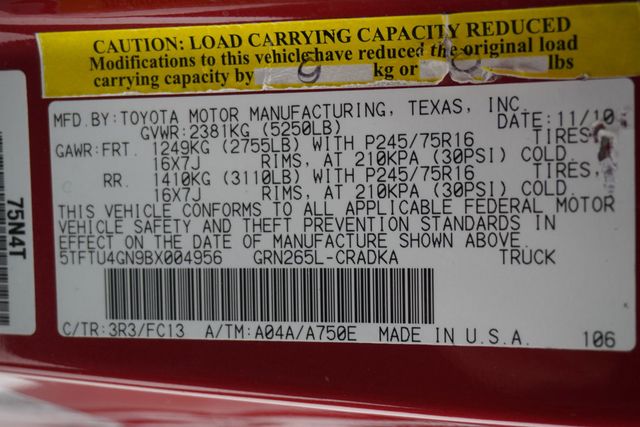 CAUTION: LOAD CARRYING CAPACITY REDUCED
Modifications to this vehicle have reduced the original load
carrying capacity by 0 kg or 0 lbs
MFD.BY:TOYOTA MOTOR MANUFACTURING, TEXAS, INC.
GVWR:2381KG (5250LB) DATE:11/10
GAWR:FRT. 1249KG (2755LB) WITH P245/75R16 TIRES,
16X7J RIMS, AT 210KPA (30PSI) COLD.
RR. 1410KG (3110LB) WITH P245/75R16 TIRES,
16X7J RIMS, AT 210KPA (30PSI) COLD.
THIS VEHICLE CONFORMS TO ALL APPLICABLE FEDERAL MOTOR
VEHICLE SAFETY AND THEFT PREVENTION STANDARDS IN
EFFECT ON THE DATE OF MANUFACTURE SHOWN ABOVE.
5TFTU4GN9BX004956 GRN265L-CRADKA TRUCK
C/TR:3R3/FC13 A/TM:A04A/A750E MADE IN U.S.A. 106
75N4T